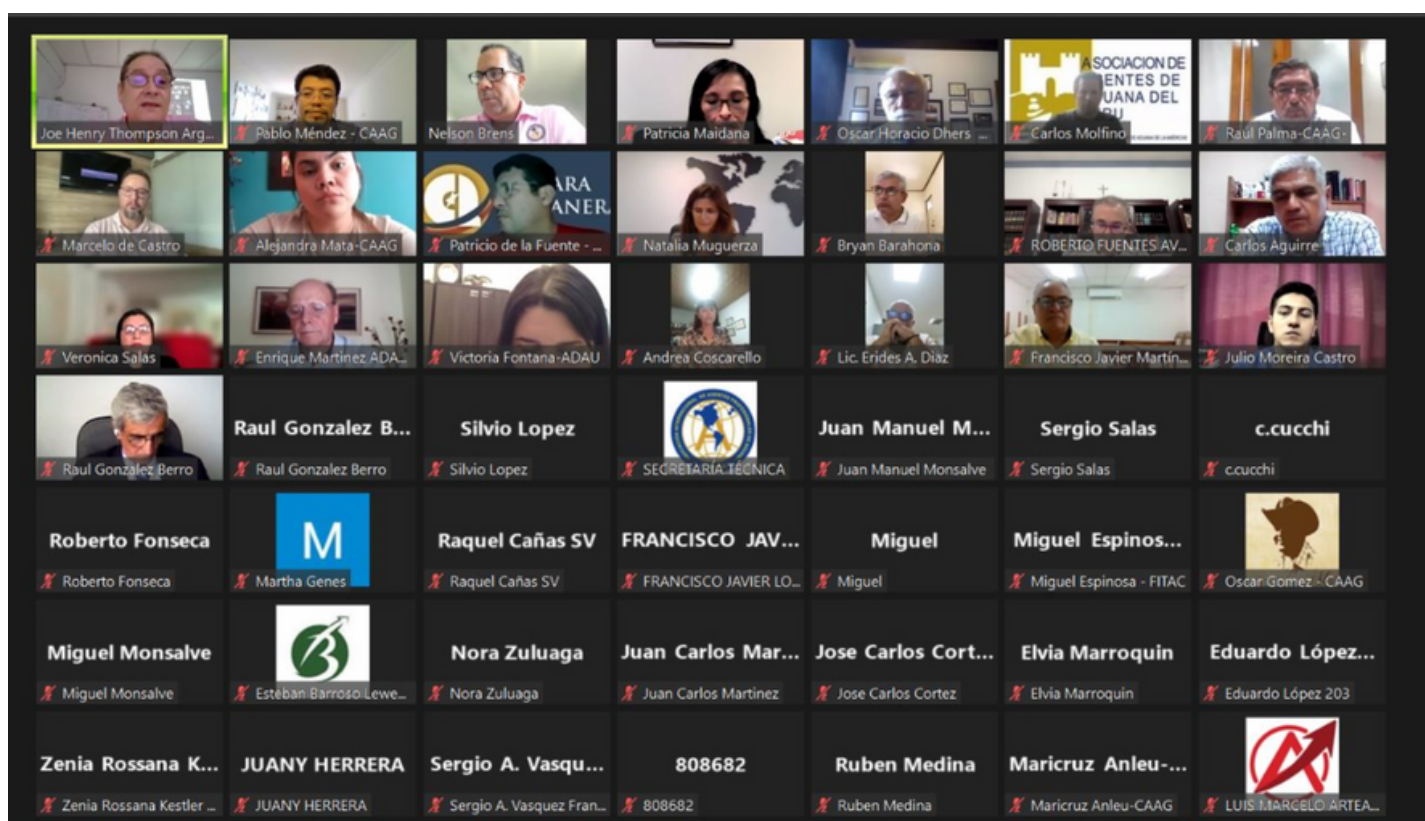 Joe Henry Thompson Arg...
Pablo Méndez - CAAG
Nelson Brens
Patricia Maidana
Oscar Horacio Dhers ...
ASOCIACION DE
ENTES DE
UANA DEL
RU
Carlos Molfino
Raúl Palma-CAAG-
Marcelo de Castro
Alejandra Mata-CAAG
ARA
ANER
Patricio de la Fuente - ...
Natalia Muguerza
Bryan Barahona
ROBERTO FUENTES AV...
Carlos Aguirre
Veronica Salas
Enrique Martinez ADA...
Victoria Fontana-ADAU
Andrea Coscarello
Lic. Erides A. Diaz
Francisco Javier Martín...
Julio Moreira Castro
Raul Gonzalez Berro
Raul Gonzalez B...
Raul Gonzalez Berro
Silvio Lopez
Silvio Lopez
SECRETARÍA TÉCNICA
Juan Manuel M...
Juan Manuel Monsalve
Sergio Salas
Sergio Salas
c.cucchi
c.cucchi
Roberto Fonseca
Roberto Fonseca
M
Martha Genes
Raquel Cañas SV
Raquel Cañas SV
FRANCISCO JAV...
FRANCISCO JAVIER LO...
Miguel
Miguel
Miguel Espinos...
Miguel Espinosa - FITAC
Oscar Gomez - CAAG
Miguel Monsalve
Miguel Monsalve
Esteban Barroso Lewe...
Nora Zuluaga
Nora Zuluaga
Juan Carlos Mar...
Juan Carlos Martinez
Jose Carlos Cort...
Jose Carlos Cortez
Elvia Marroquin
Elvia Marroquin
Eduardo López...
Eduardo López 203
Zenia Rossana K...
Zenia Rossana Kestler ...
JUANY HERRERA
JUANY HERRERA
Sergio A. Vasqu...
Sergio A. Vasquez Fran...
808682
808682
Ruben Medina
Ruben Medina
Maricruz Anleu-...
Maricruz Anleu-CAAG
LUIS MARCELO ARTEA...